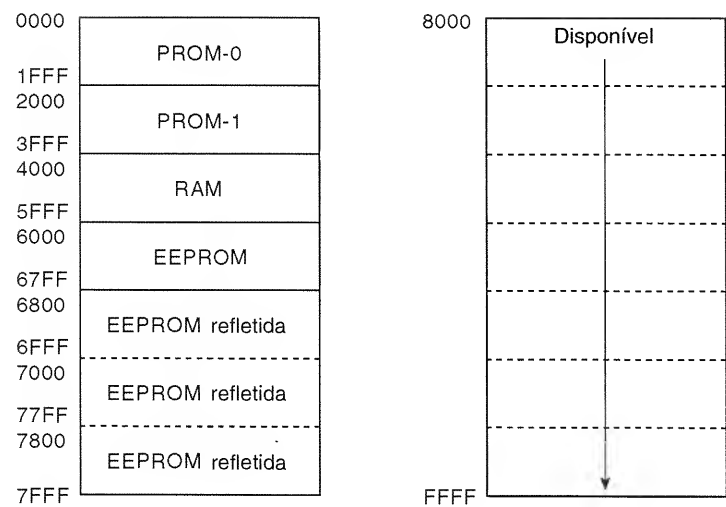 0000
PROM-0
1FFF
2000
PROM-1
3FFF
4000
RAM
5FFF
6000
EEPROM
67FF
6800
EEPROM refletida
6FFF
7000
EEPROM refletida
77FF
7800
EEPROM refletida
7FFF
8000
Disponível
FFFF